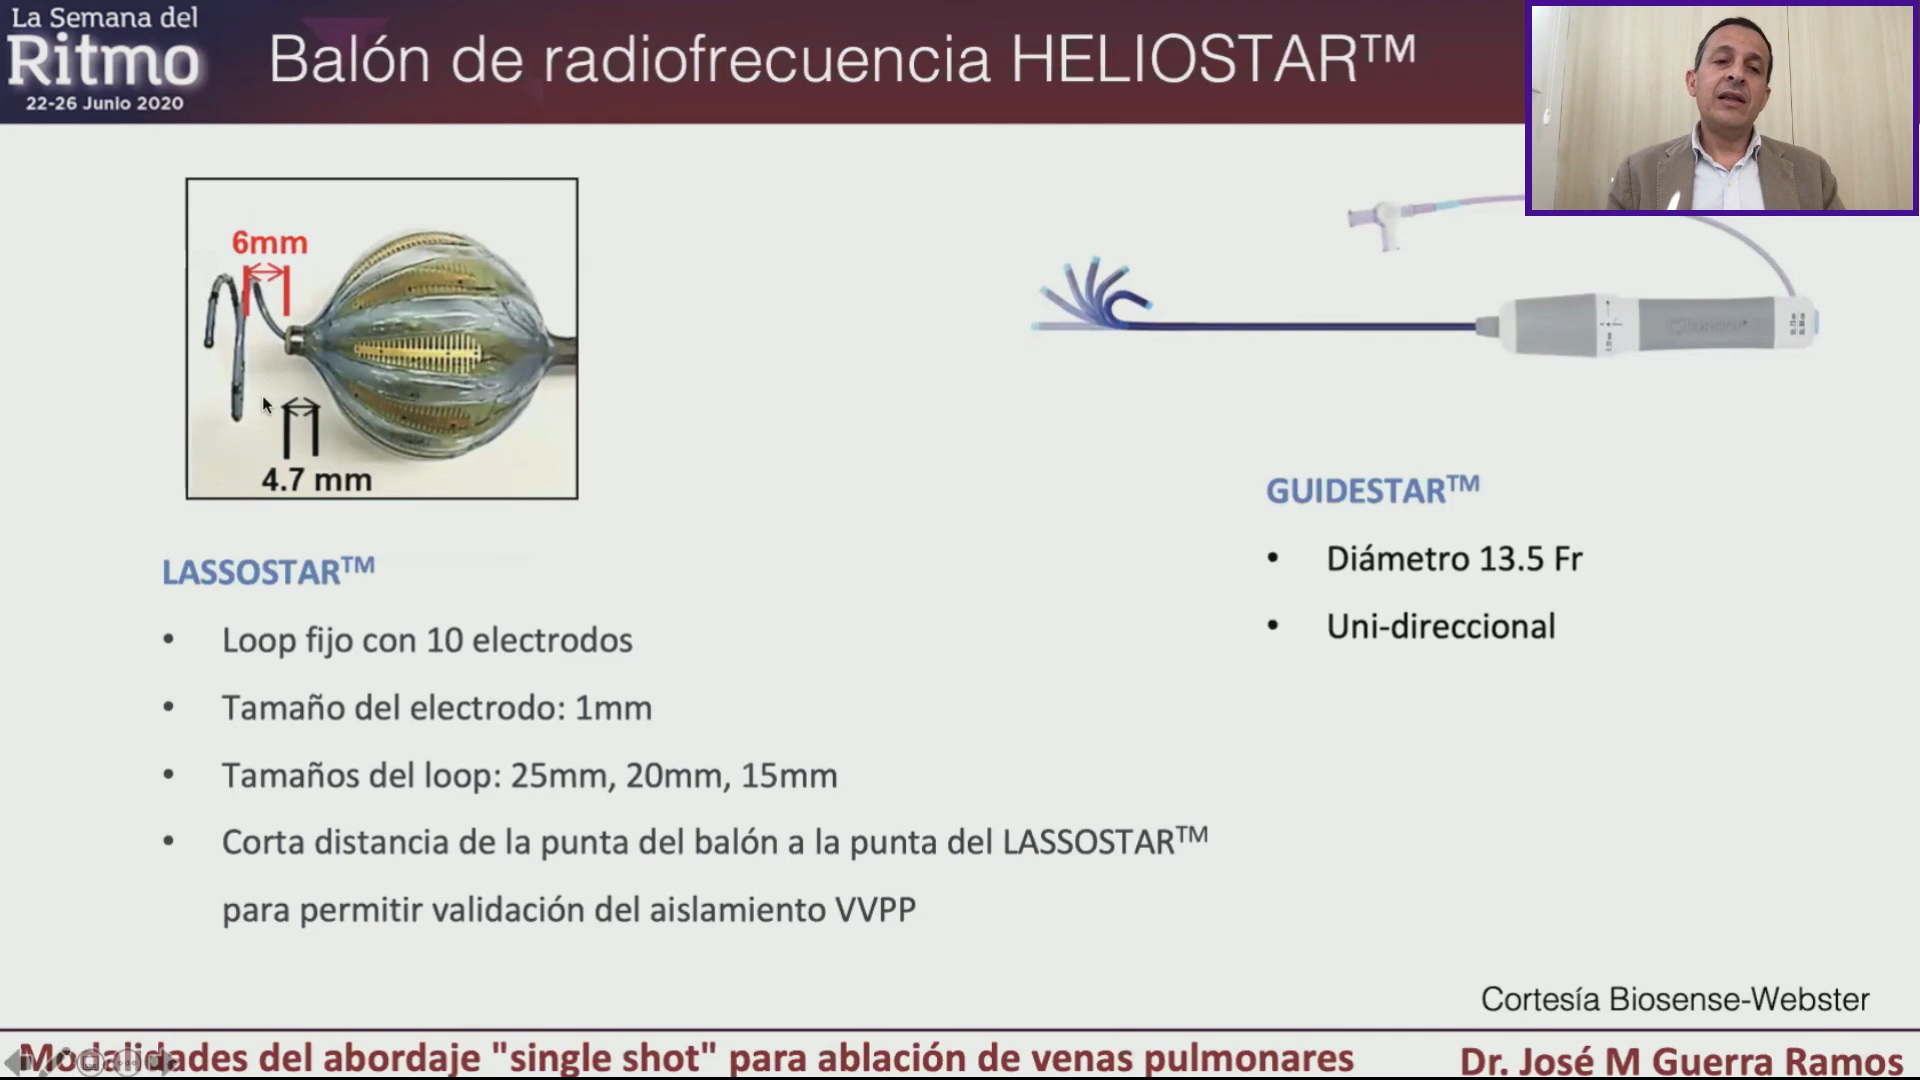 La Semana del
Ritmo
22-26 Junio 2020
Balón de radiofrecuencia HELIOSTAR™
6mm
4.7 mm
LASSOSTAR™
• Loop fijo con 10 electrodos
• Tamaño del electrodo: 1mm
• Tamaños del loop: 25mm, 20mm, 15mm
• Corta distancia de la punta del balón a la punta del LASSOSTAR™
para permitir validación del aislamiento VVPP
GUIDESTAR™
• Diámetro 13.5 Fr
• Uni-direccional
Cortesía Biosense-Webster
Modalidades del abordaje "single shot" para ablación de venas pulmonares
Dr. José M Guerra Ramos